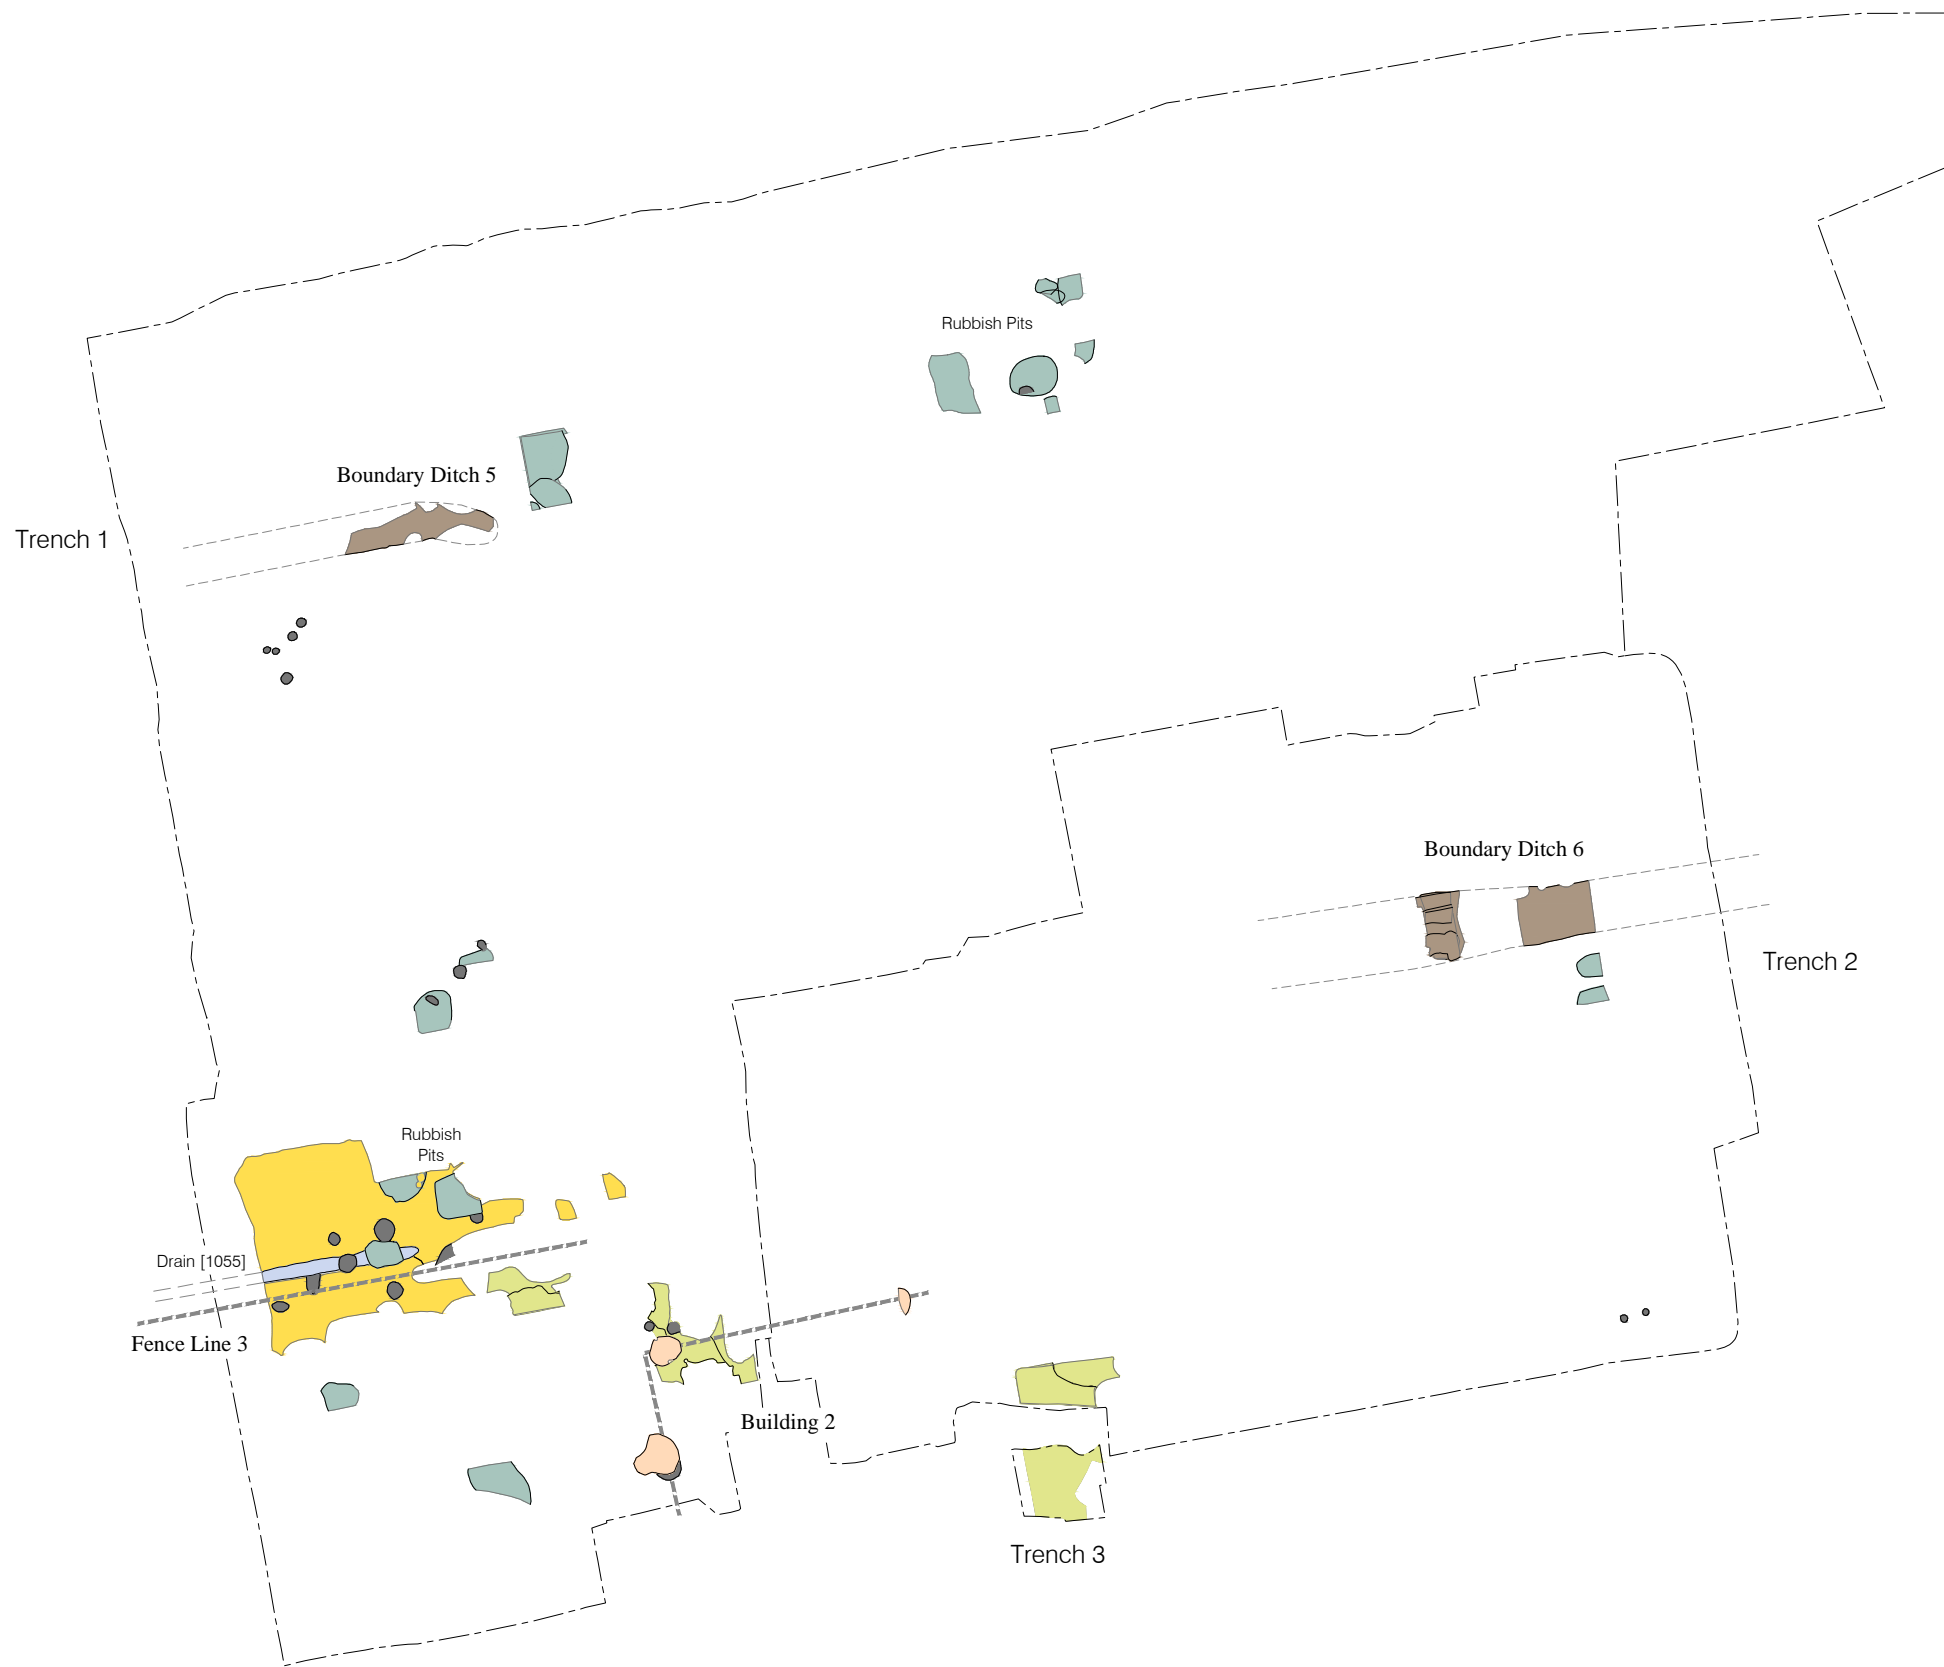 Rubbish Pits
Boundary Ditch 5
Trench 1
Boundary Ditch 6
Trench 2
Rubbish
Pits
Drain [1055]
Fence Line 3
Building 2
Trench 3